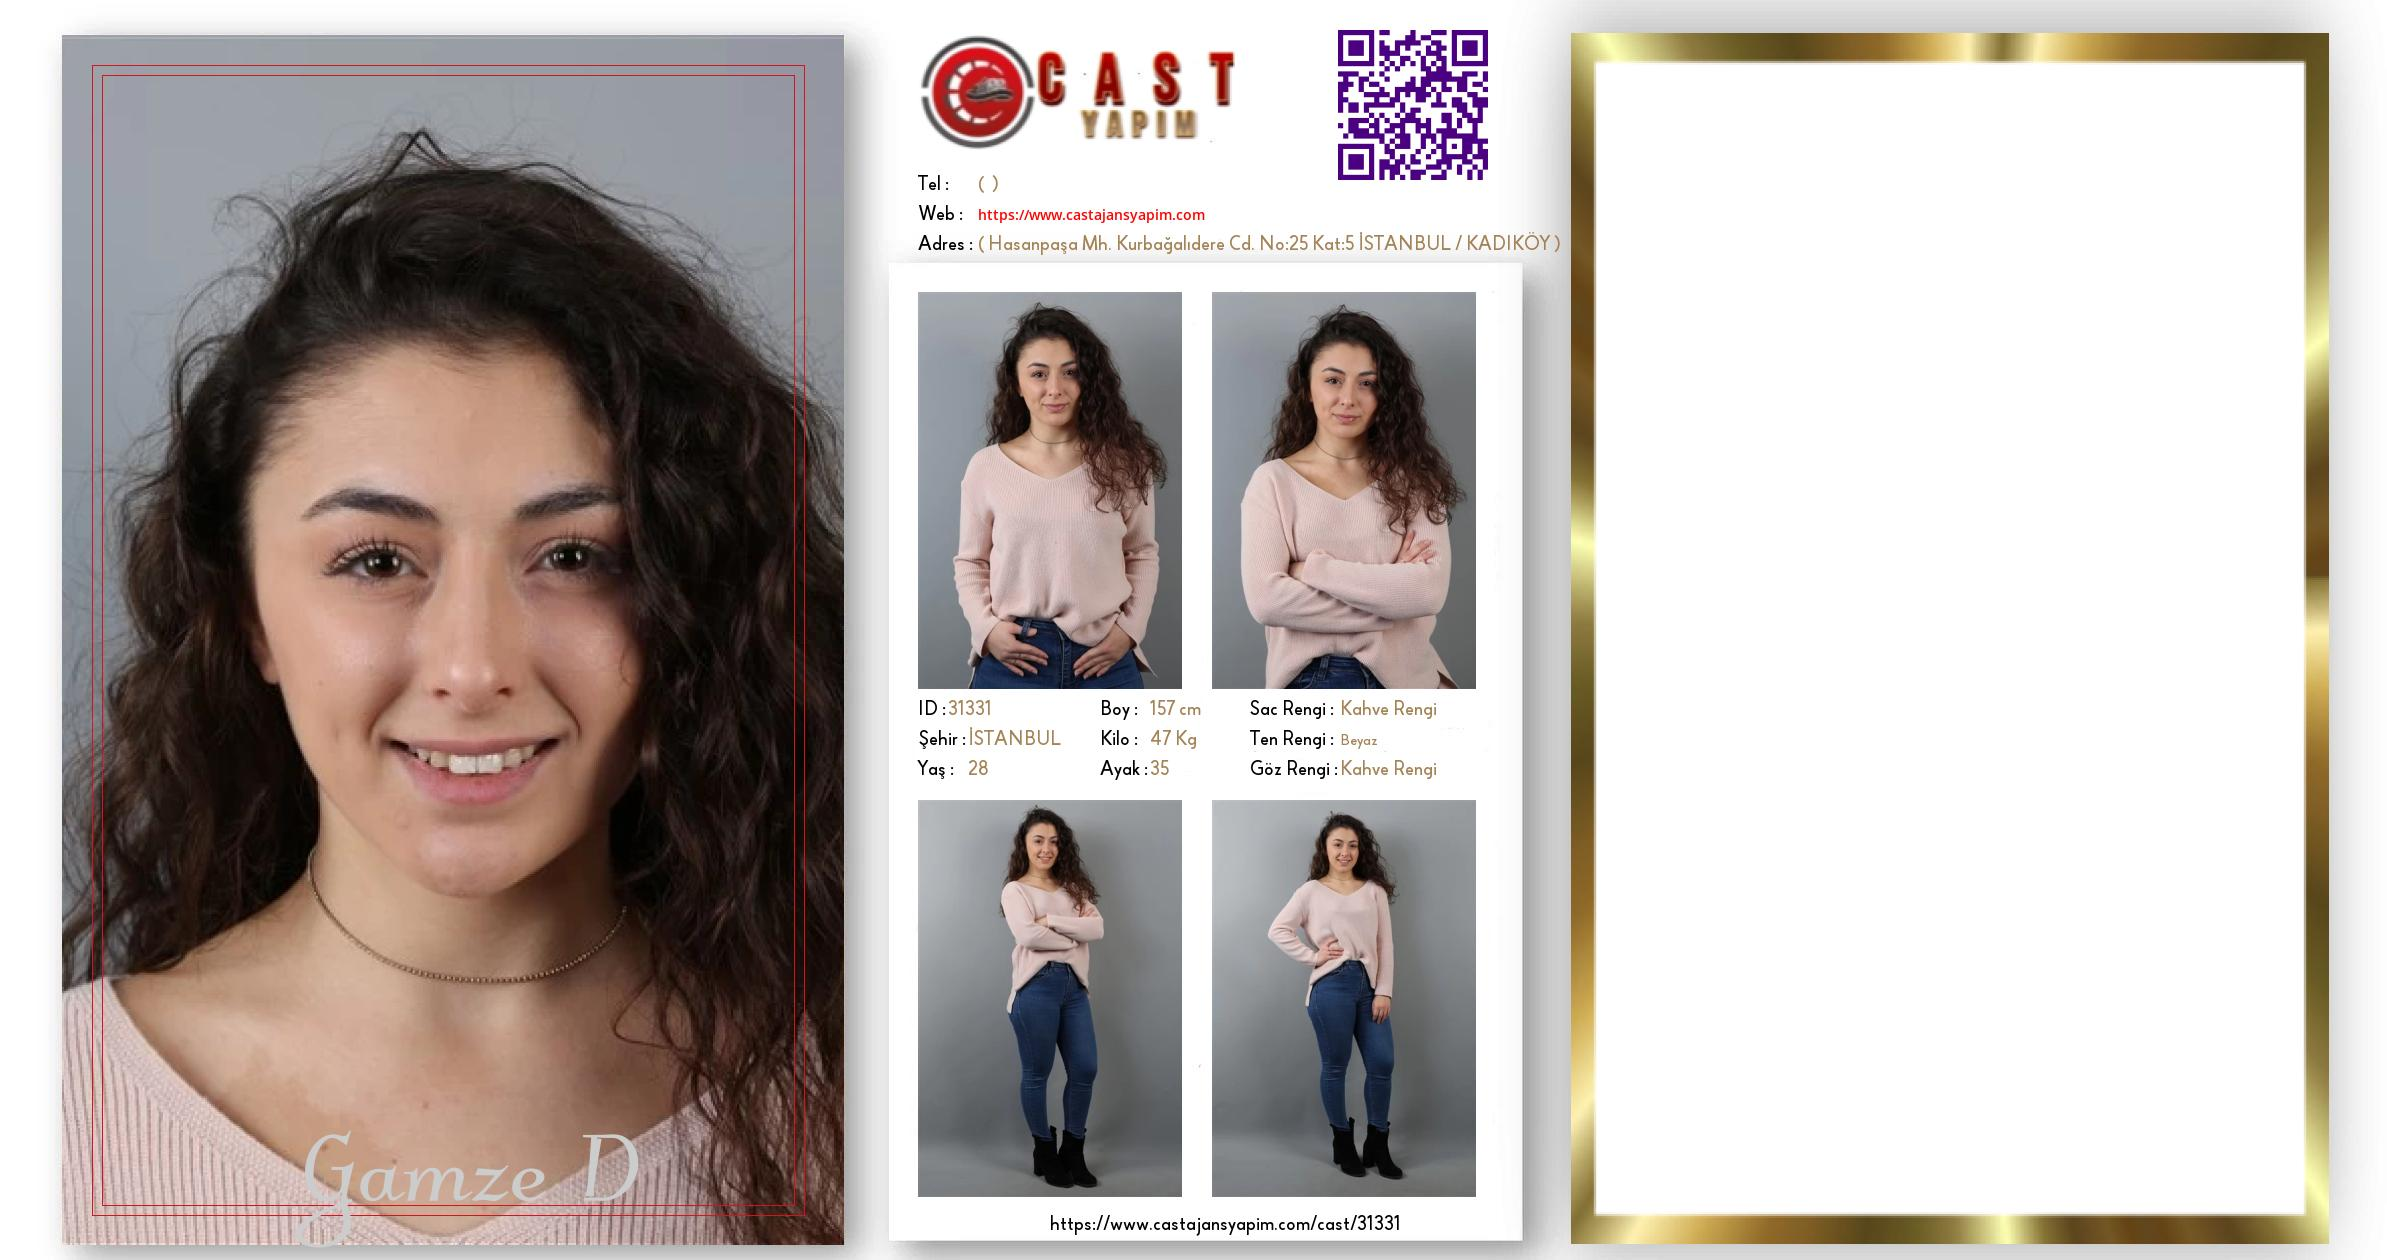 Gamze D
CAST
YAPIM
Tel : ( )
Web : https://www.castajansyapim.com
Adres : ( Hasanpaşa Mh. Kurbağalıdere Cd. No:25 Kat:5 İSTANBUL / KADIKÖY )
ID : 31331 Boy : 157 cm Sac Rengi : Kahve Rengi
Şehir : İSTANBUL Kilo : 47 Kg Ten Rengi : Beyaz
Yaş : 28 Ayak : 35 Göz Rengi : Kahve Rengi
https://www.castajansyapim.com/cast/31331